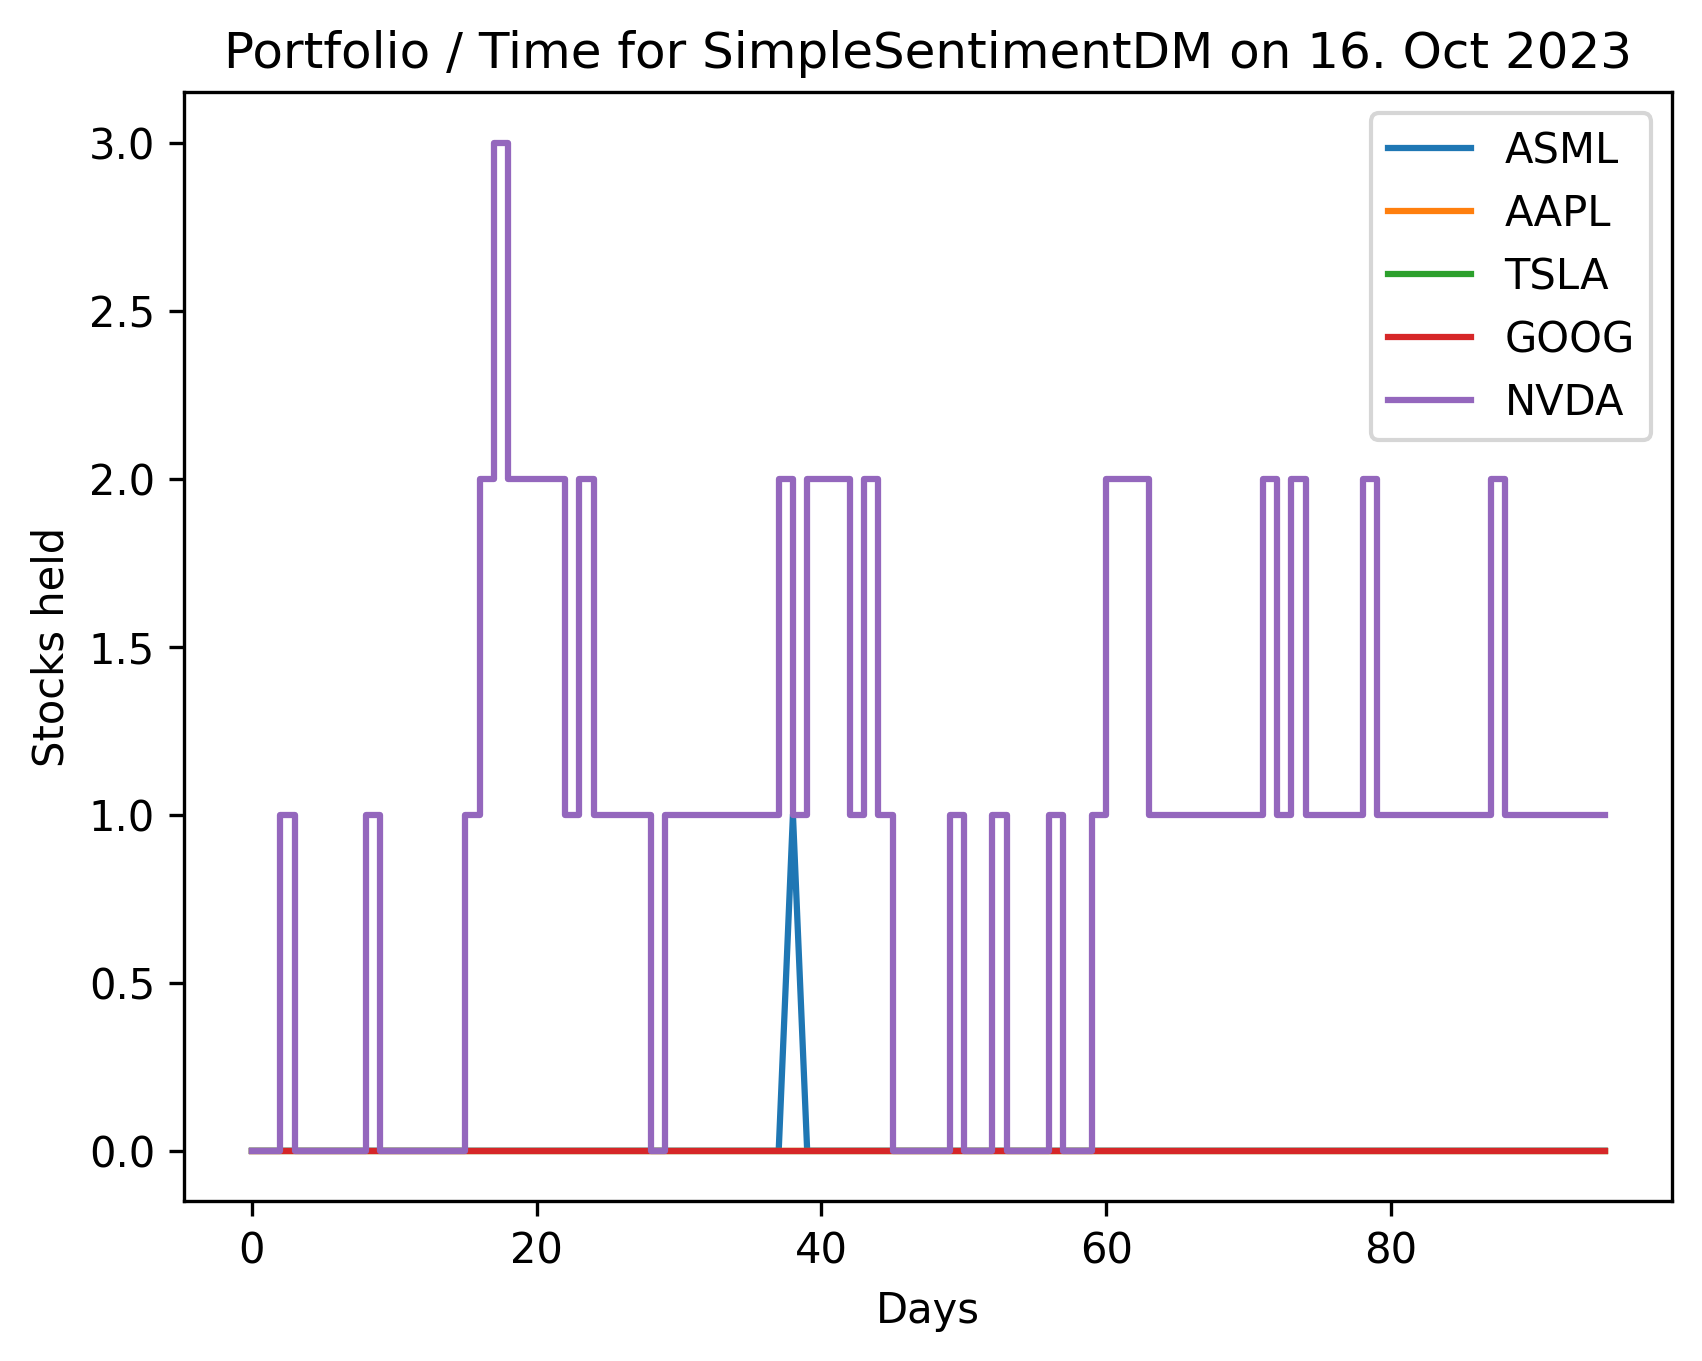 Portfolio / Time for SimpleSentimentDM on 16. Oct 2023
ASML
AAPL
TSLA
GOOG
NVDA
Stocks held
3.0
2.5
2.0
1.5
1.0
0.5
0.0
0 20 40 60 80
Days